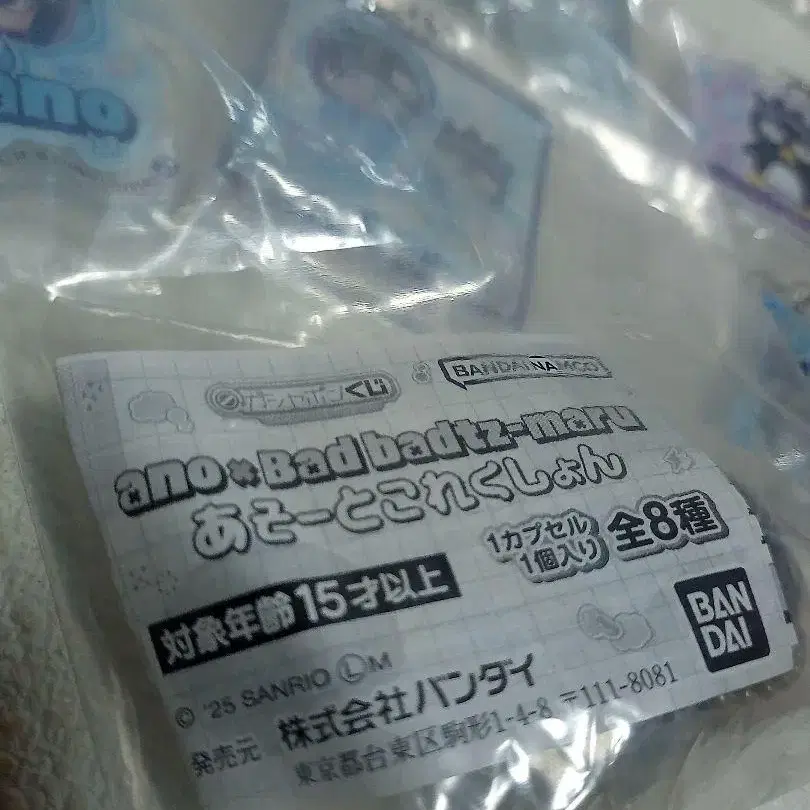 ano
ガシャポンくじ
BANDAI NAMCO
ano * Bad badtz-maru
あそーとこれくしょん
1カプセル
1個入り
全8種
対象年齢15才以上
BAN
DAI
© '25 SANRIO Ⓛ M
発売元 株式会社バンダイ
東京都台東区駒形1-4-8 〒111-8081